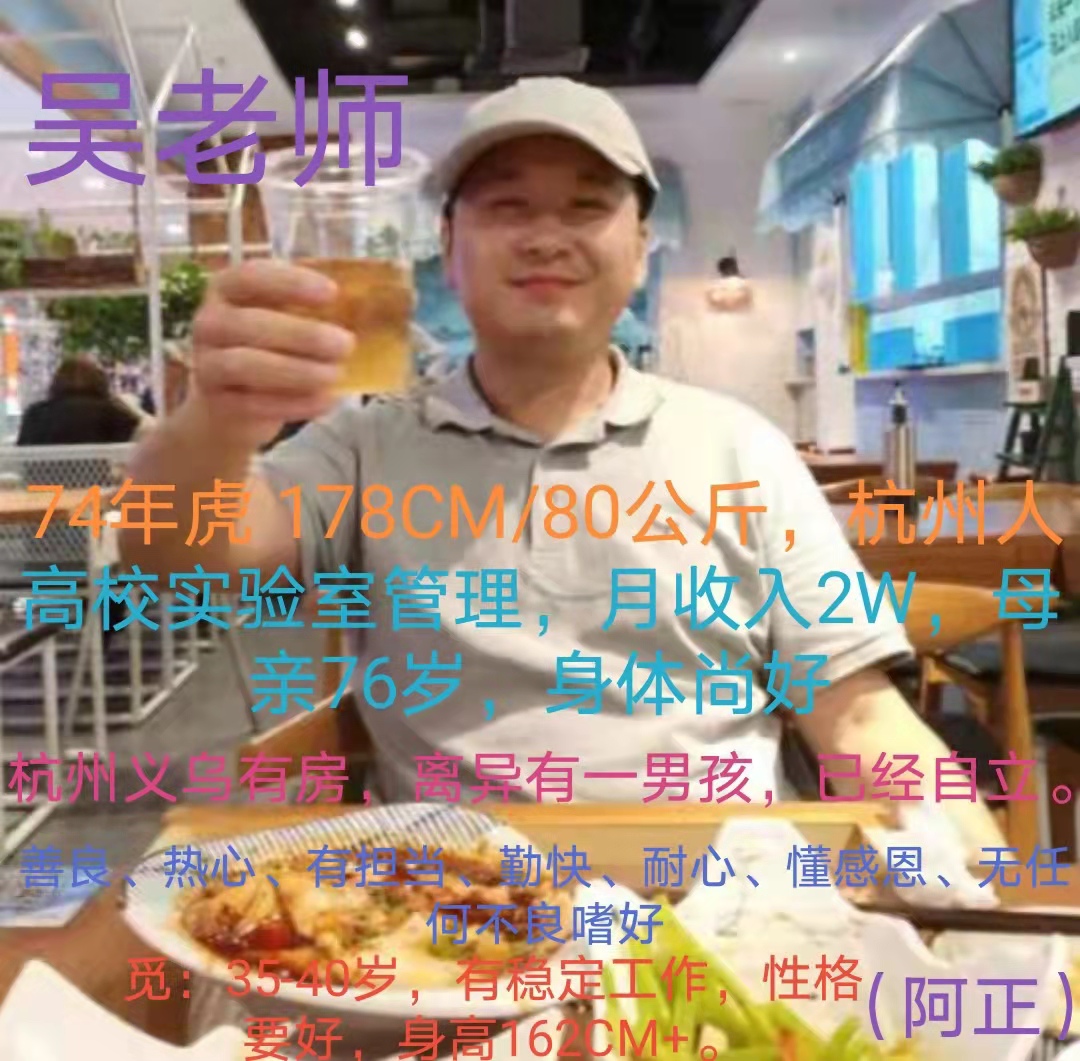 吴老师
74年虎 178CM/80公斤，杭州人
高校实验室管理，月收入2W，母
亲76岁，身体尚好
杭州义乌有房，离异有一男孩，已经自立。
善良、热心、有担当、勤快、耐心、懂感恩、无任
何不良嗜好
觅：35-40岁，有稳定工作，性格
要好，身高162CM+。
（阿正）